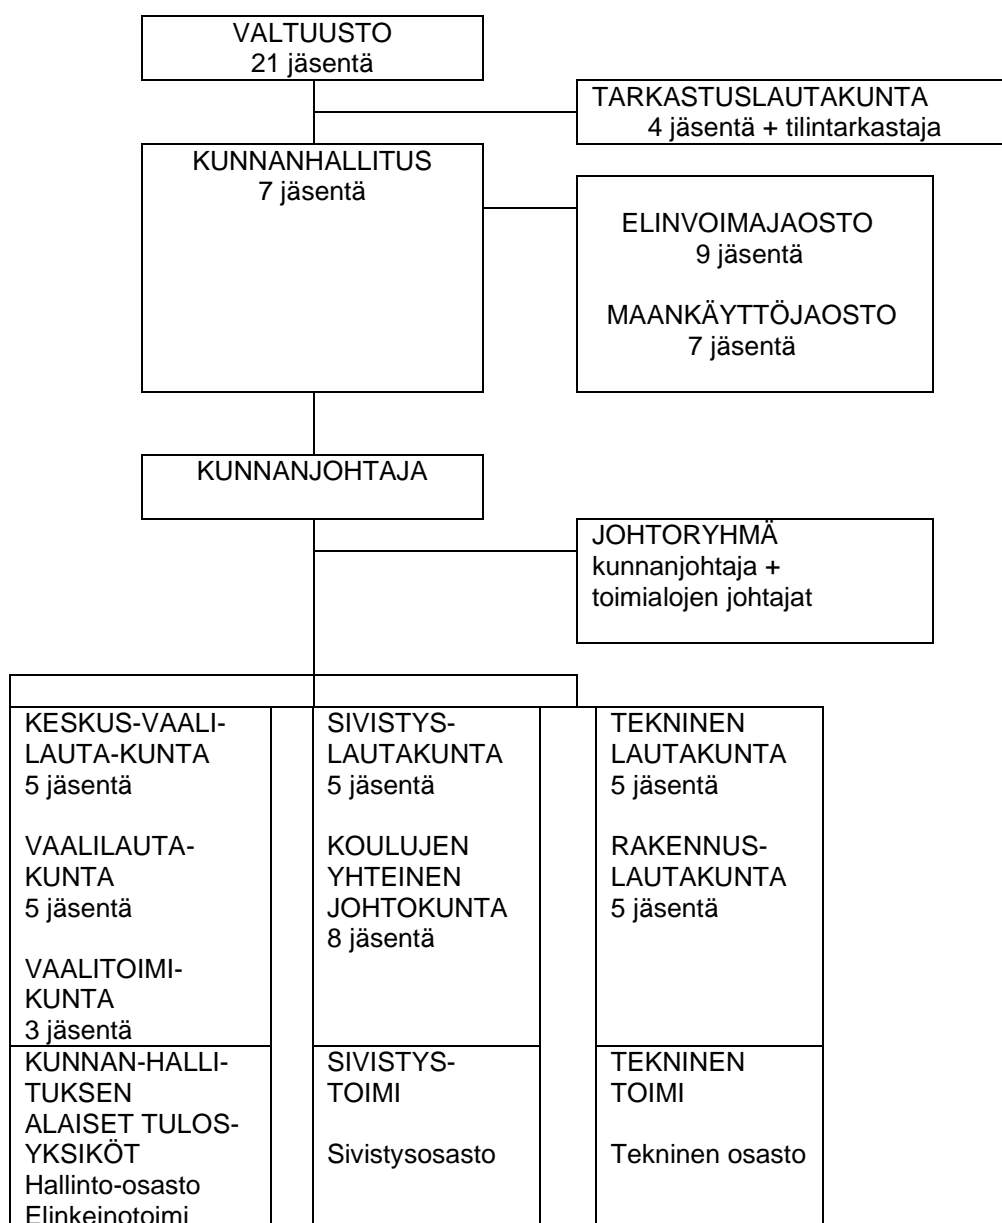 VALTUUSTO
21 jäsentä
TARKASTUSLAUTAKUNTA
4 jäsentä + tilintarkastaja
KUNNANHALLITUS
7 jäsentä
ELINVOIMAJAOSTO
9 jäsentä
MAANKÄYTTÖJAOSTO
7 jäsentä
KUNNANJOHTAJA
JOHTORYHMÄ
kunnanjohtaja +
toimialojen johtajat
KESKUS-VAALI-
LAUTA-KUNTA
5 jäsentä
VAALILAUTA-
KUNTA
5 jäsentä
VAALITOIMI-
KUNTA
3 jäsentä
SIVISTYS-
LAUTAKUNTA
5 jäsentä
KOULUJEN
YHTEINEN
JOHTOKUNTA
8 jäsentä
TEKNINEN
LAUTAKUNTA
5 jäsentä
RAKENNUS-
LAUTAKUNTA
5 jäsentä
KUNNAN-HALLI-
TUKSEN
ALAISET TULOS-
YKSIKÖT
Hallinto-osasto
Elinkeinotoimi
SIVISTYS-
TOIMI
Sivistysosasto
TEKNINEN
TOIMI
Tekninen osasto